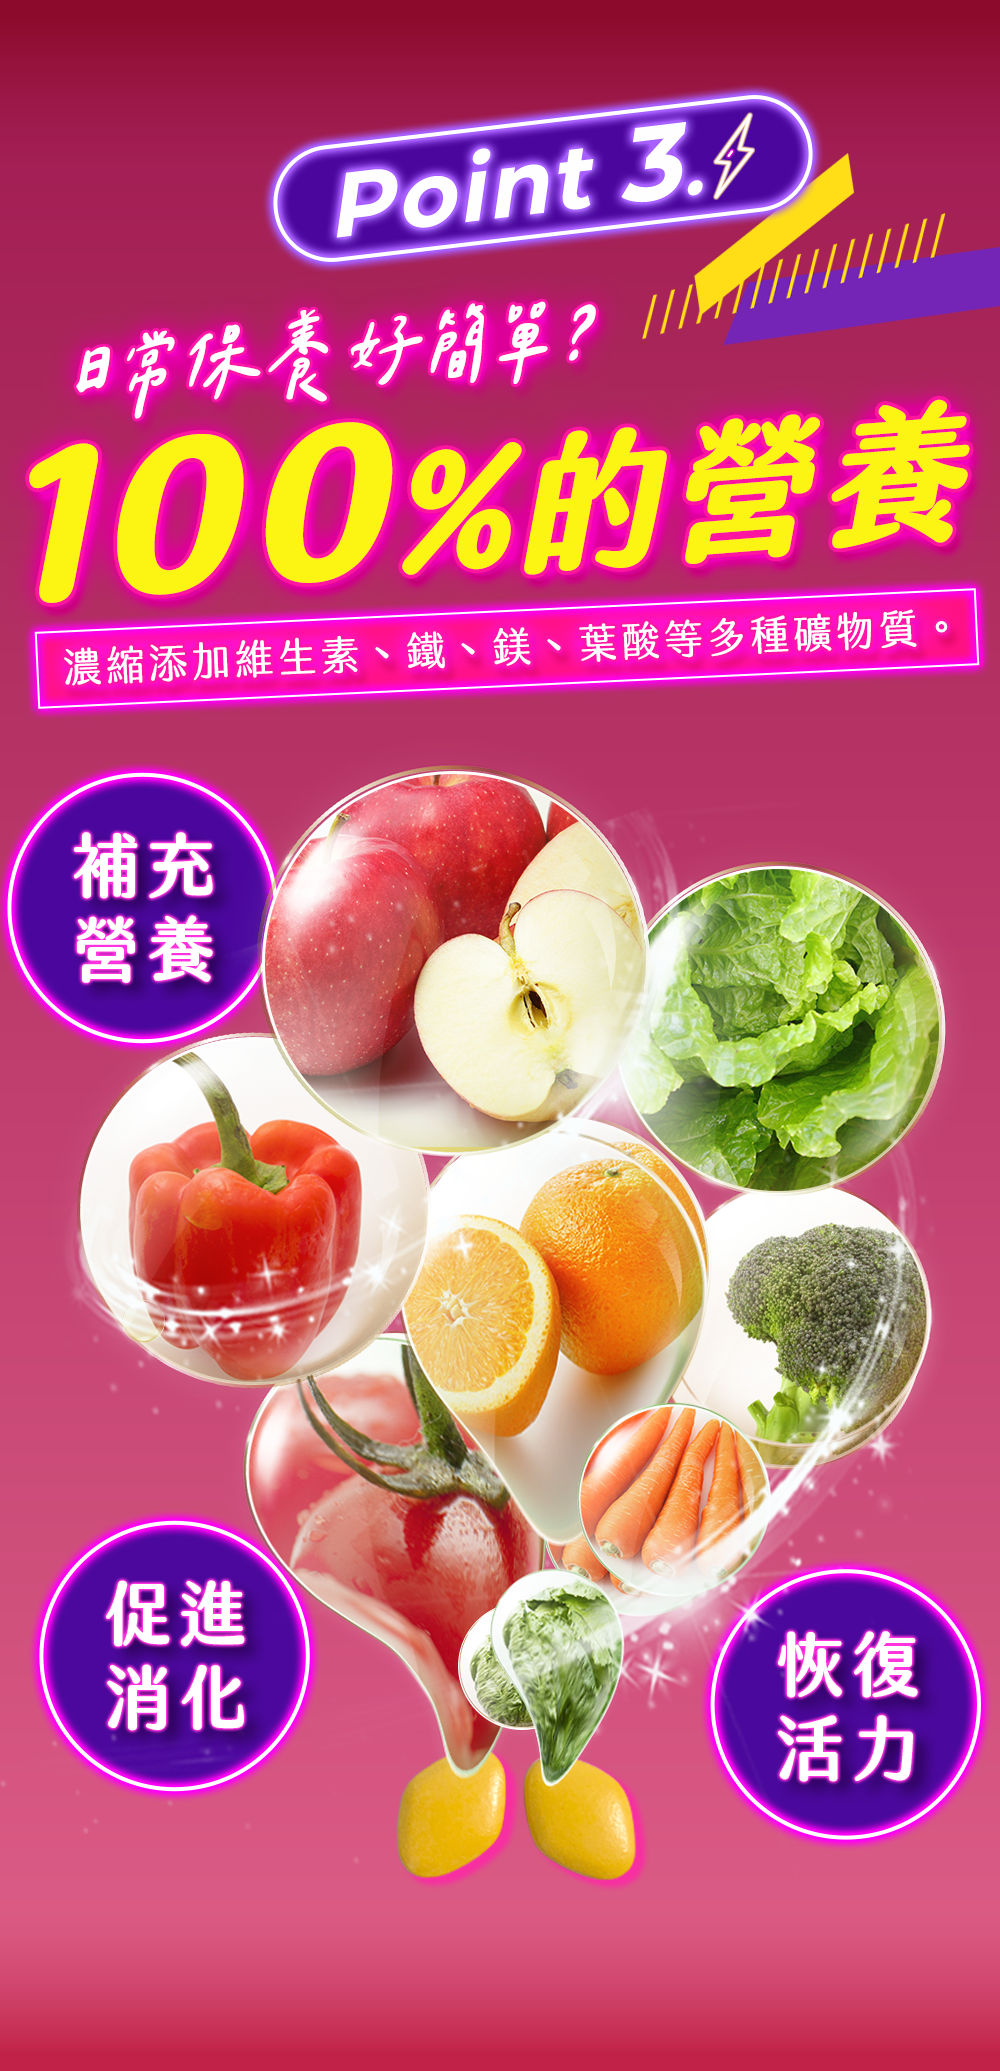 Point 3.
日常保養好簡單?
100%的營養
濃縮添加維生素、鐵、鎂、葉酸等多種礦物質。
補充
營養
促進
消化
恢復
活力